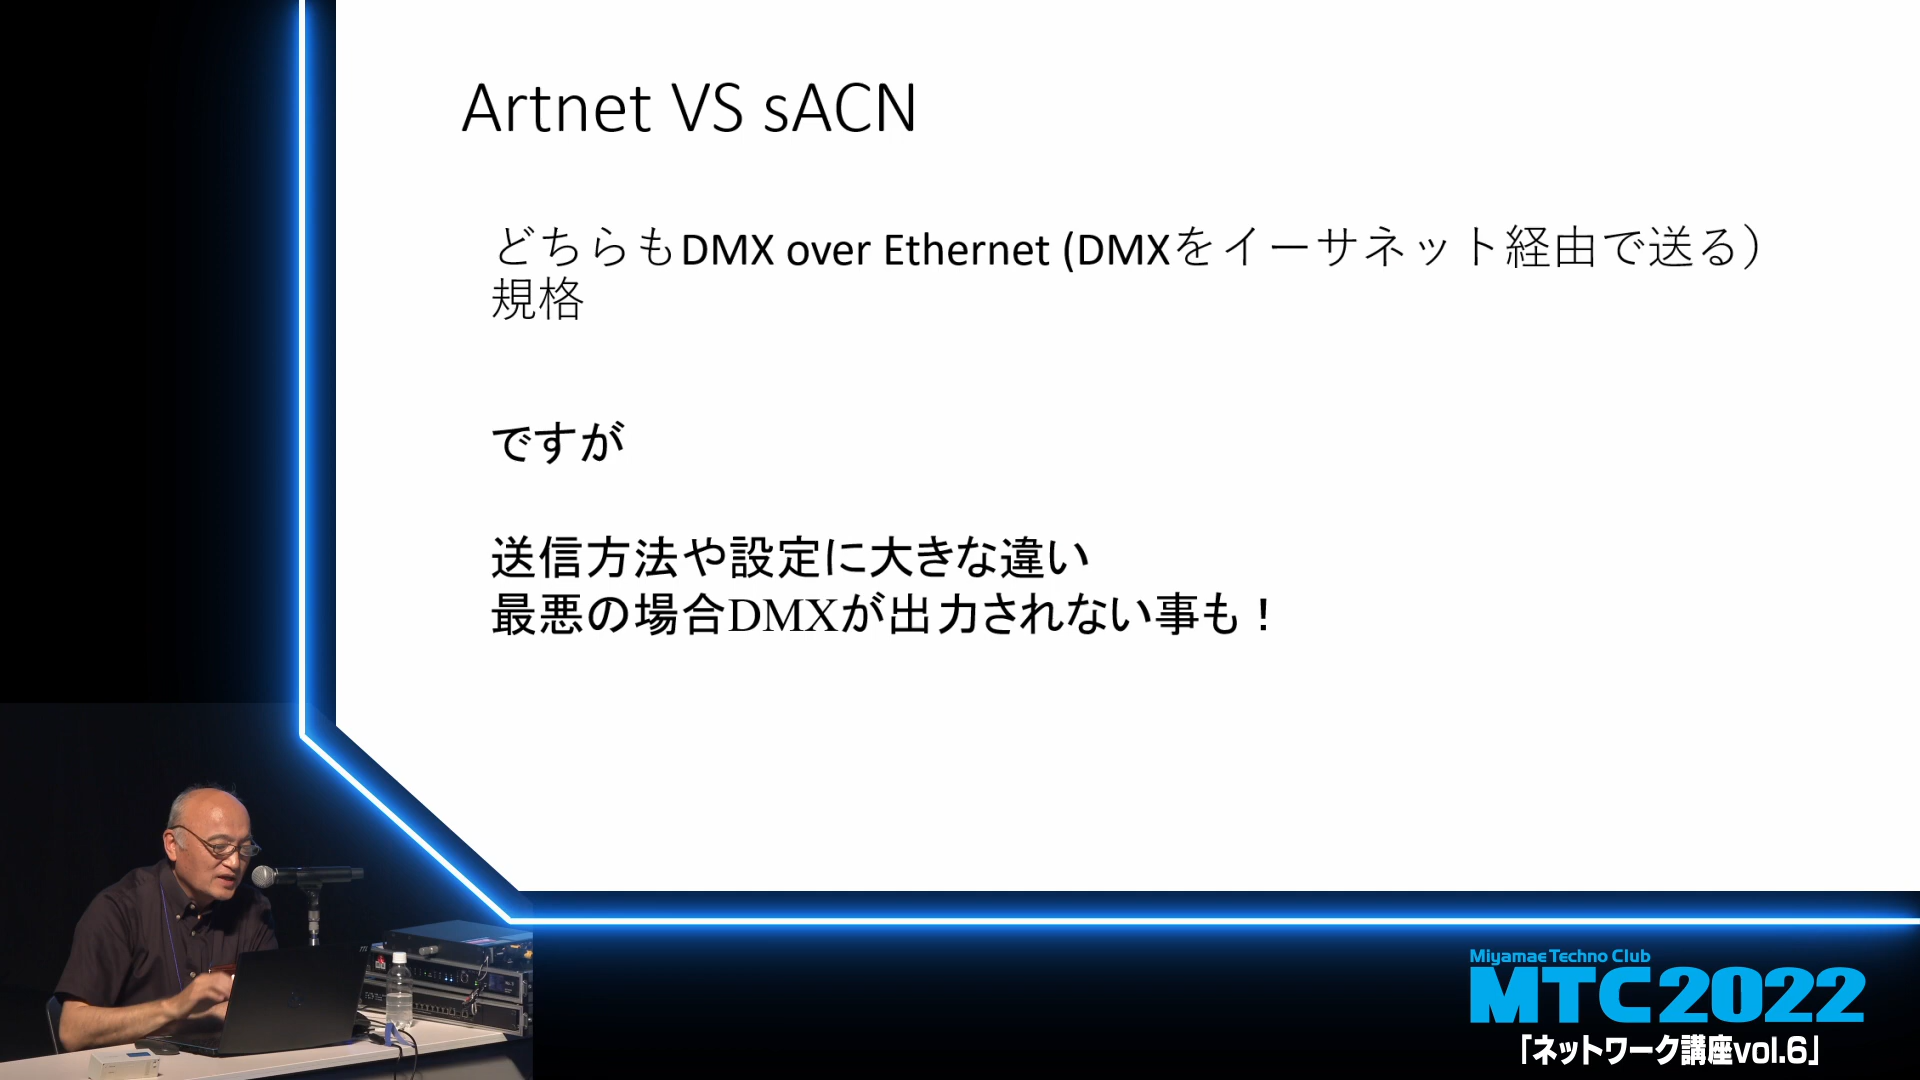 Artnet VS sACN
どちらもDMX over Ethernet (DMXをイーサネット経由で送る）
規格
ですが
送信方法や設定に大きな違い
最悪の場合DMXが出力されない事も！
Miyamae Techno Club
MTC2022
「ネットワーク講座vol.6」